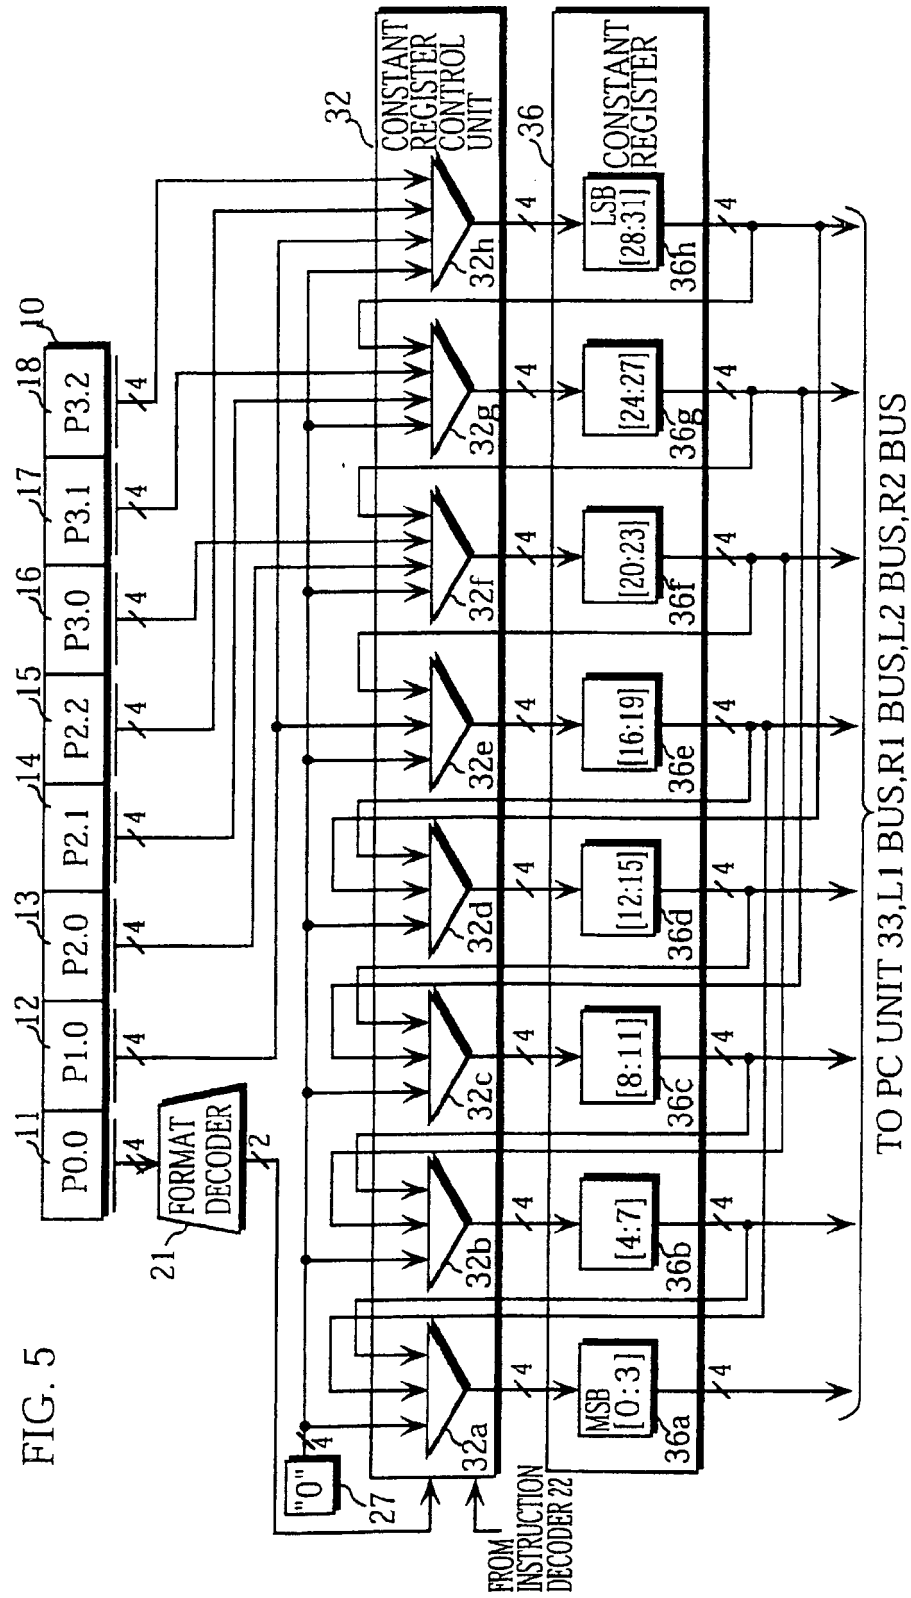 FIG. 5
10
11
12
13
14
15
16
17
18
P0.0
P1.0
P2.0
P2.1
P2.2
P3.0
P3.1
P3.2
4
4
4
4
4
4
4
4
21
FORMAT
DECODER
2
"0"
27
4
32
CONSTANT
REGISTER
CONTROL
UNIT
32a
32b
32c
32d
32e
32f
32g
32h
FROM
INSTRUCTION
DECODER 22
4
4
4
4
4
4
4
4
36
CONSTANT
REGISTER
MSB
[0:3]
[4:7]
[8:11]
[12:15]
[16:19]
[20:23]
[24:27]
LSB
[28:31]
36a
36b
36c
36d
36e
36f
36g
36h
4
4
4
4
4
4
4
4
TO PC UNIT 33,L1 BUS,R1 BUS,L2 BUS,R2 BUS